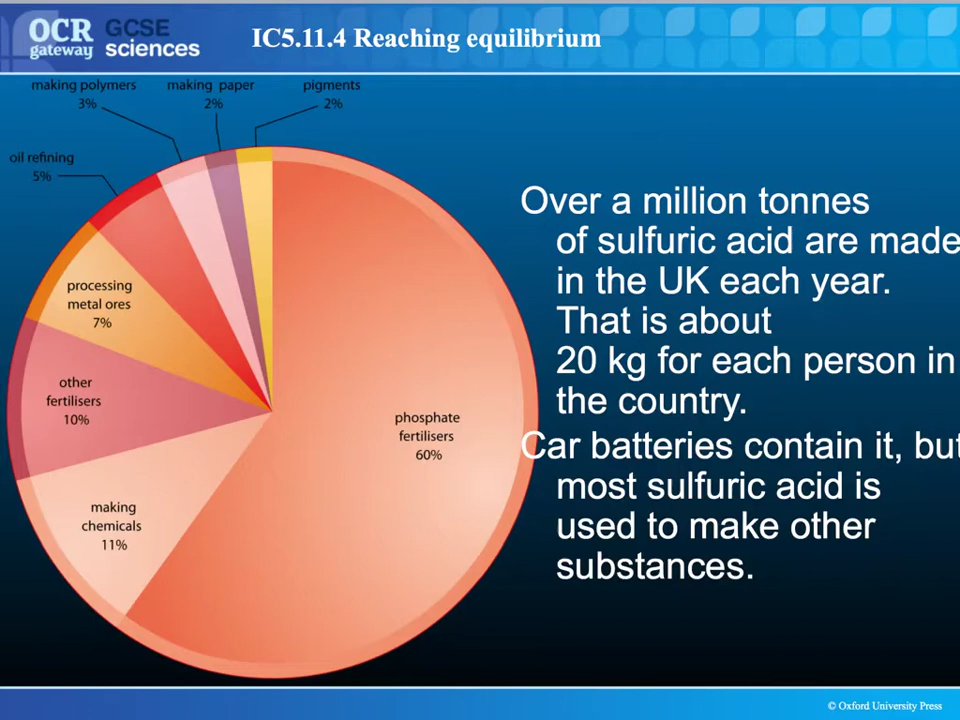 OCR
gateway
GCSE
sciences
IC5.11.4 Reaching equilibrium
making polymers
3%
making paper
2%
pigments
2%
oil refining
5%
processing
metal ores
7%
other
fertilisers
10%
making
chemicals
11%
phosphate
fertilisers
60%
Over a million tonnes
of sulfuric acid are made
in the UK each year.
That is about
20 kg for each person in
the country.
Car batteries contain it, but
most sulfuric acid is
used to make other
substances.
© Oxford University Press